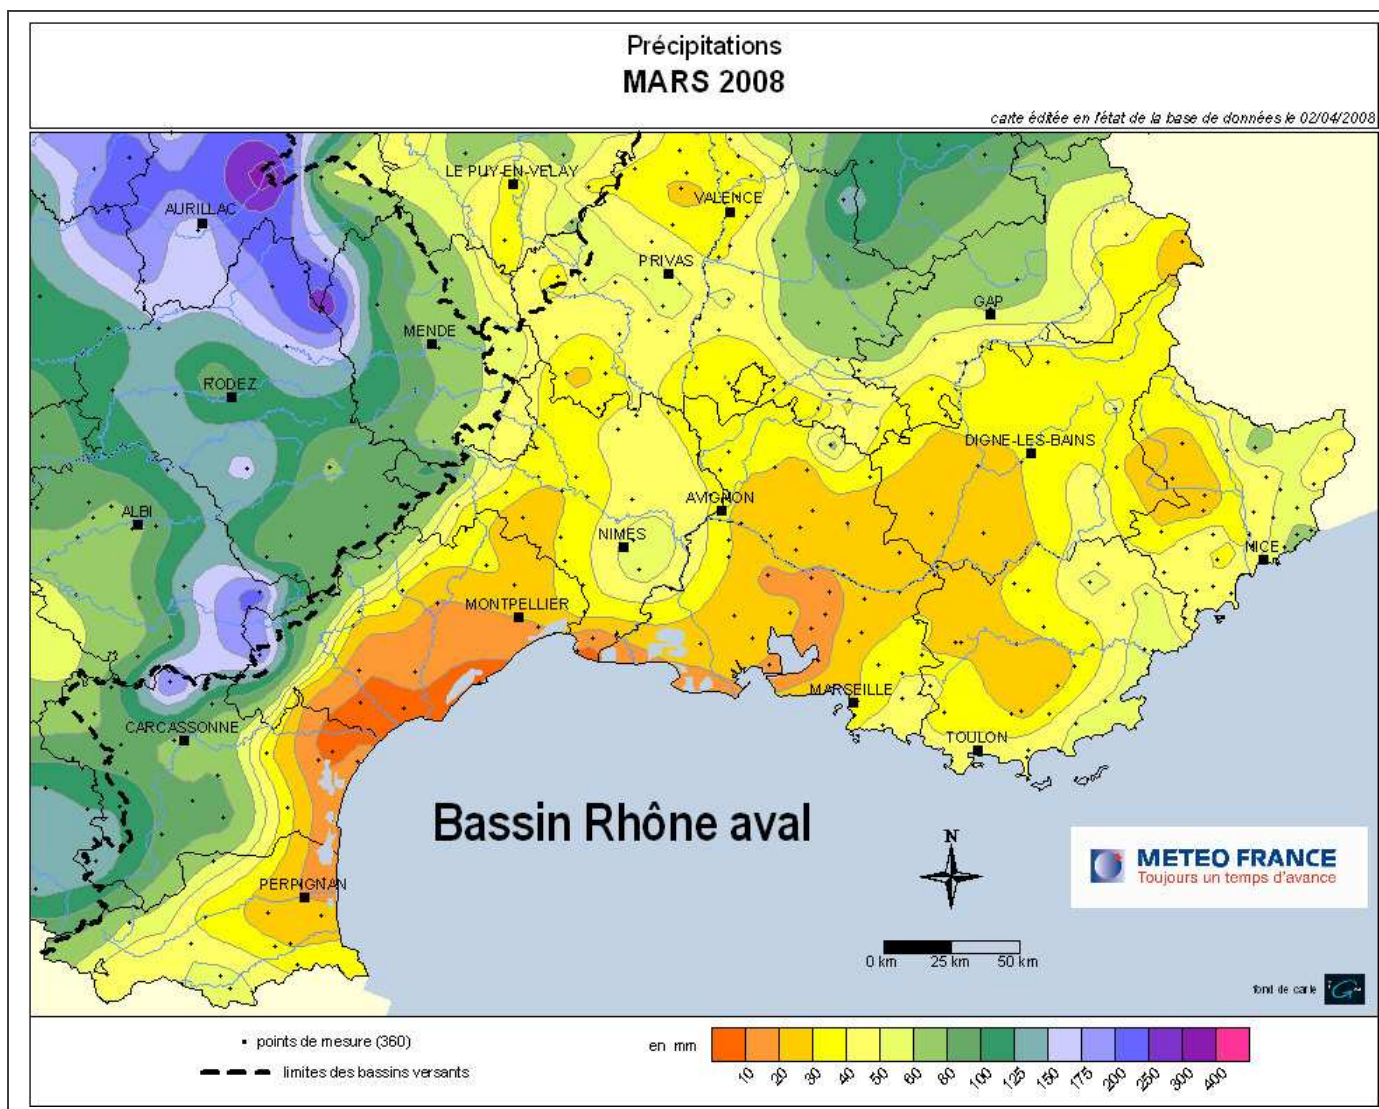 Précipitations
MARS 2008
carte éditée en l'état de la base de données le 02/04/2008
LE PUY-EN-VELAY
VALENCE
AURILLAC
PRIVAS
GAP
MENDE
RODEZ
DIGNE-LES-BAINS
AVIGNON
ALBI
NIMES
NICE
MONTPELLIER
MARSEILLE
CARCASSONNE
TOULON
Bassin Rhône aval
N
METEO FRANCE
Toujours un temps d'avance
PERPIGNAN
0 km 25 km 50 km
fond de carte
points de mesure (360)
en mm
limites des bassins versants
10 20 30 40 50 60 80 100 125 150 175 200 250 300 400